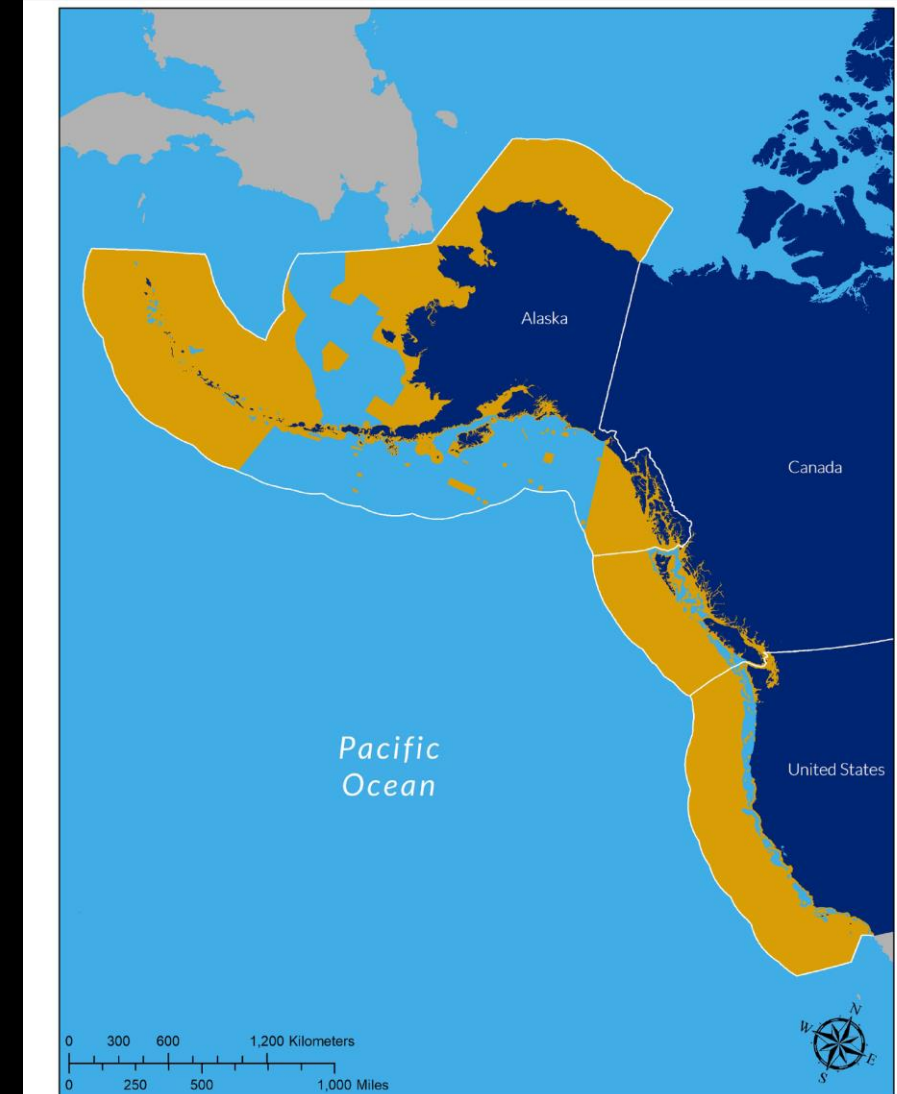 Alaska
Canada
Pacific
Ocean
United States
N
W
E
S
0 300 600 1,200 Kilometers
0 250 500 1,000 Miles